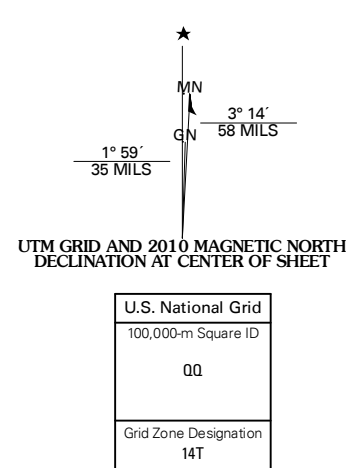 ★
MN
3° 14´
58 MILS
GN
1° 59´
35 MILS
UTM GRID AND 2010 MAGNETIC NORTH
DECLINATION AT CENTER OF SHEET
U.S. National Grid
100,000-m Square ID
QQ
Grid Zone Designation
14T